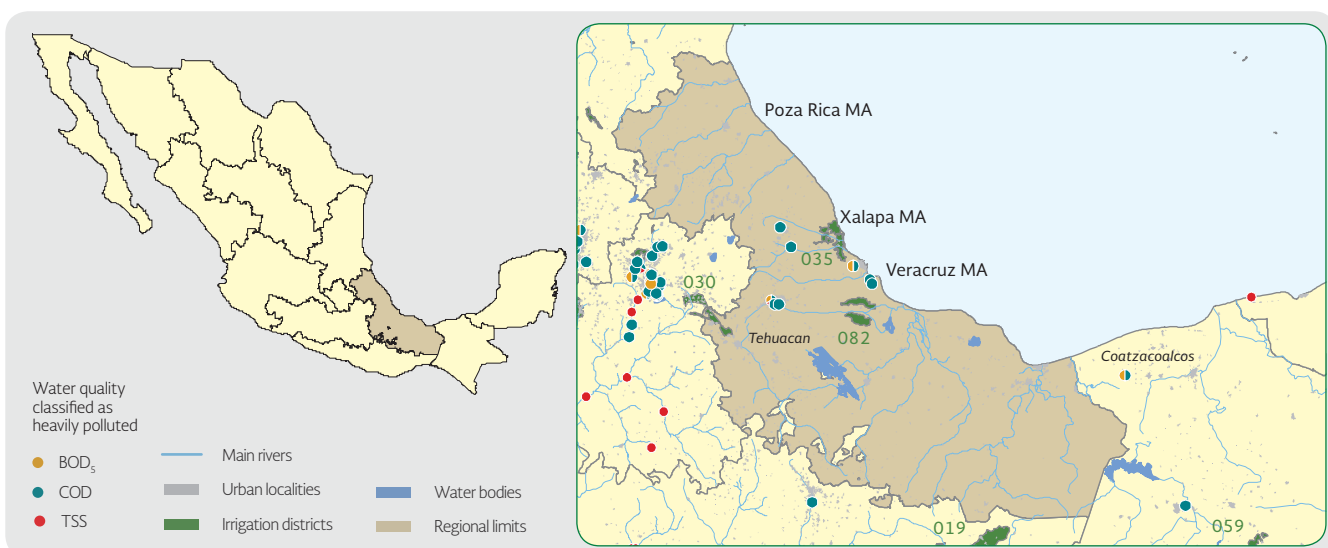 Water quality
classified as
heavily polluted
BOD₅
COD
TSS
Main rivers
Urban localities
Irrigation districts
Water bodies
Regional limits
Poza Rica MA
Xalapa MA
035
Veracruz MA
030
Tehuacan
082
Coatzacoalcos
019
059